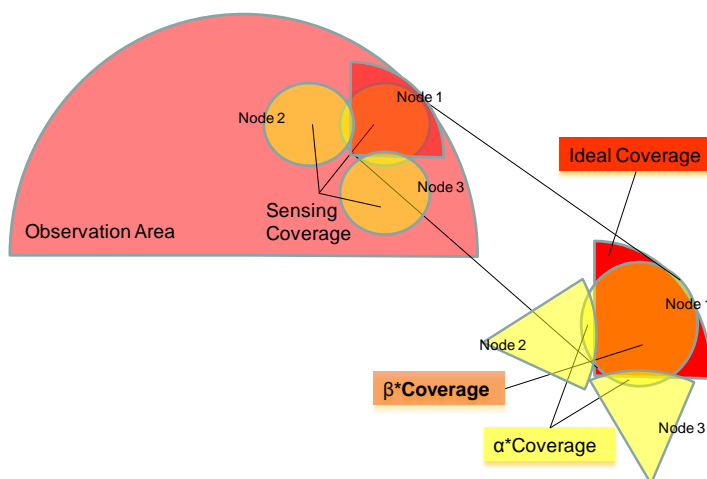 Node 1
Node 2
Ideal Coverage
Node 3
Sensing
Coverage
Observation Area
Node 1
Node 2
β*Coverage
Node 3
α*Coverage